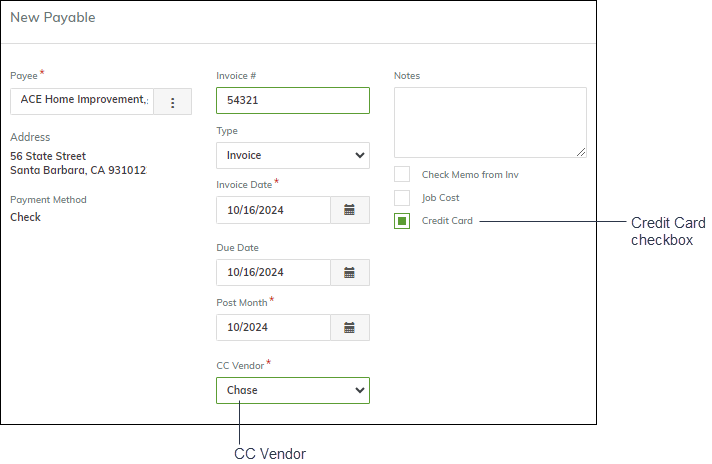 New Payable
Payee *
ACE Home Improvement,
Address
56 State Street
Santa Barbara, CA 931012
Payment Method
Check
Invoice #
54321
Type
Invoice
Invoice Date *
10/16/2024
Due Date
10/16/2024
Post Month *
10/2024
CC Vendor *
Chase
Notes
Check Memo from Inv
Job Cost
Credit Card
Credit Card
checkbox
CC Vendor